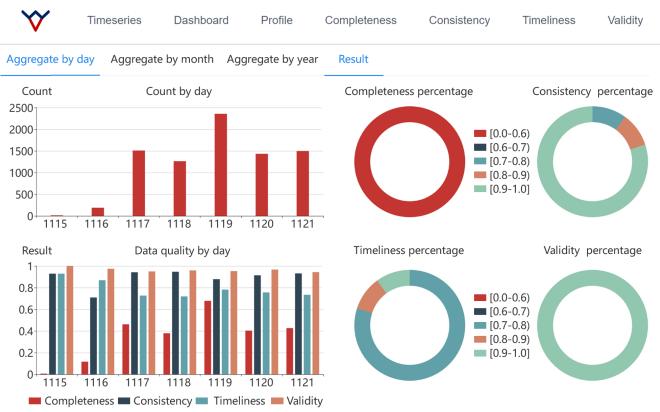 Timeseries Dashboard Profile Completeness Consistency Timeliness Validity
Aggregate by day Aggregate by month Aggregate by year Result
Count Count by day
2500
2000
1500
1000
500
0
1115 1116 1117 1118 1119 1120 1121
Result Data quality by day
1
0.8
0.6
0.4
0.2
0
1115 1116 1117 1118 1119 1120 1121
Completeness Consistency Timeliness Validity
Completeness percentage
[0.0-0.6)
[0.6-0.7)
[0.7-0.8)
[0.8-0.9)
[0.9-1.0]
Consistency percentage
Timeliness percentage
[0.0-0.6)
[0.6-0.7)
[0.7-0.8)
[0.8-0.9)
[0.9-1.0]
Validity percentage